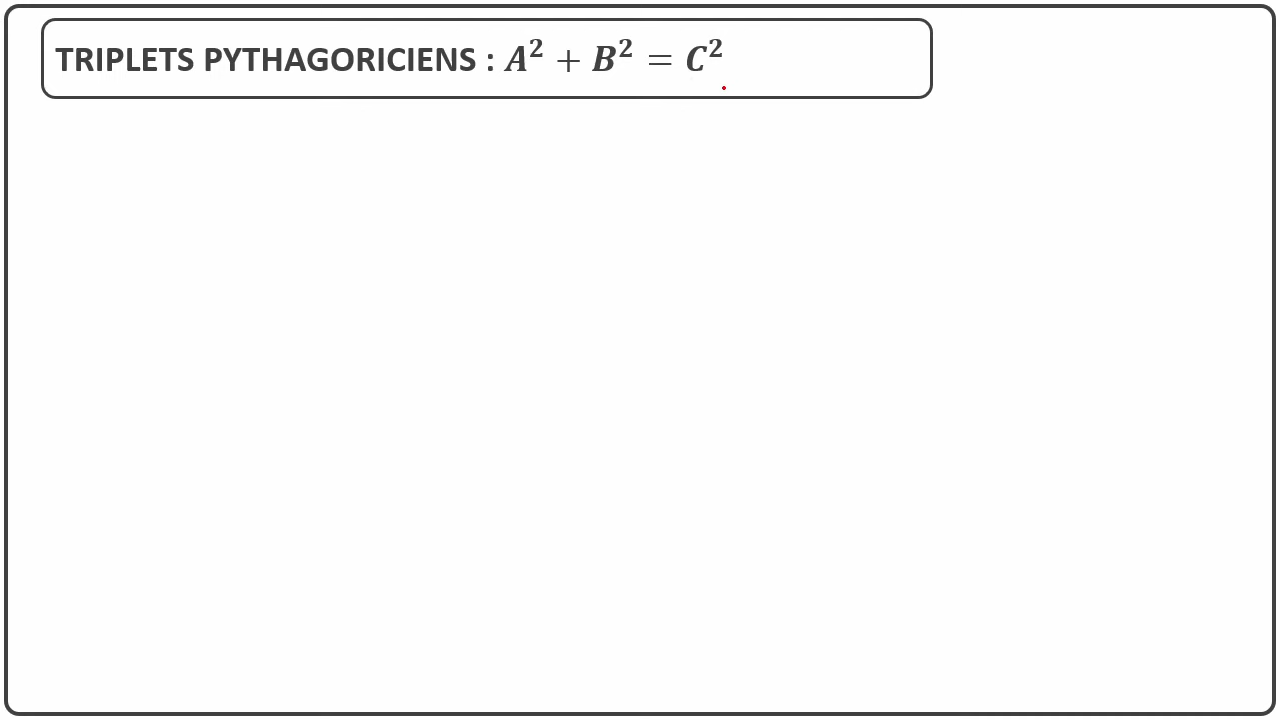 TRIPLETS PYTHAGORICIENS : A² + B² = C²